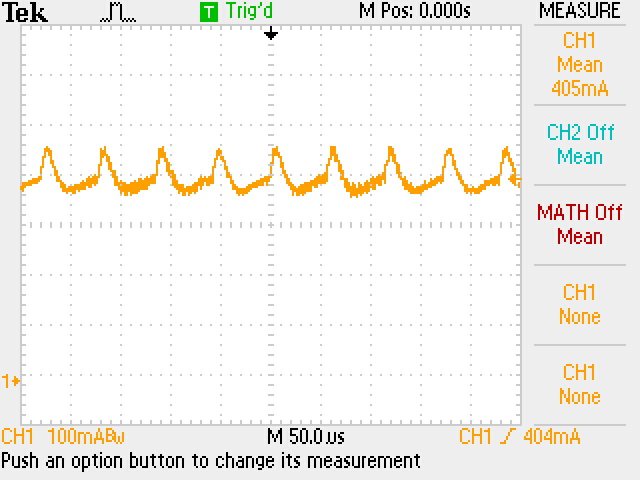 Tek T Trig'd M Pos: 0.000s MEASURE
CH1
Mean
405mA
CH2 Off
Mean
MATH Off
Mean
CH1
None
CH1
None
1
CH1 100mABw M 50.0us CH1 404mA
Push an option button to change its measurement